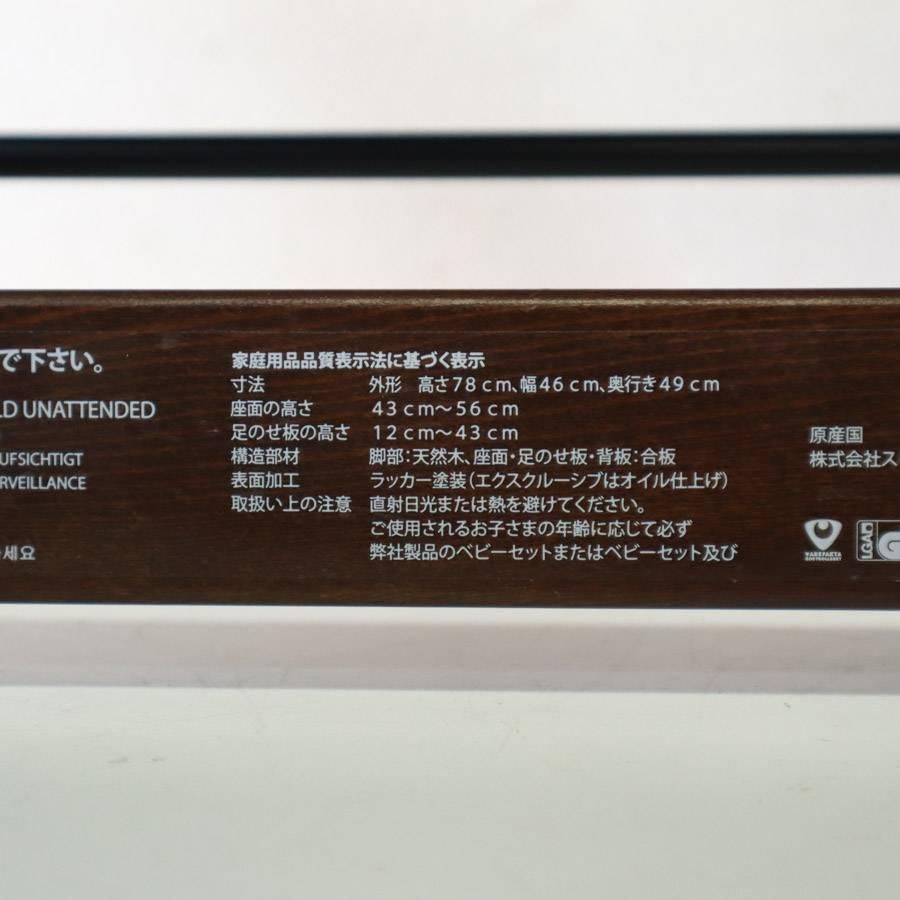 で下さい。
LD UNATTENDED
UFSICHTIGT
RVEILLANCE
세요
家庭用品品質表示法に基づく表示
寸法 外形 高さ78cm、幅46cm、奥行き49cm
座面の高さ 43cm〜56cm
足のせ板の高さ 12cm〜43cm
構造部材 脚部:天然木、座面・足のせ板・背板:合板
表面加工 ラッカー塗装(エクスクルーシブはオイル仕上げ)
取扱い上の注意 直射日光または熱を避けてください。
ご使用されるお子さまの年齢に応じて必ず
弊社製品のベビーセットまたはベビーセット及び
原産国
株式会社ス
VAREFAKTA
LGA